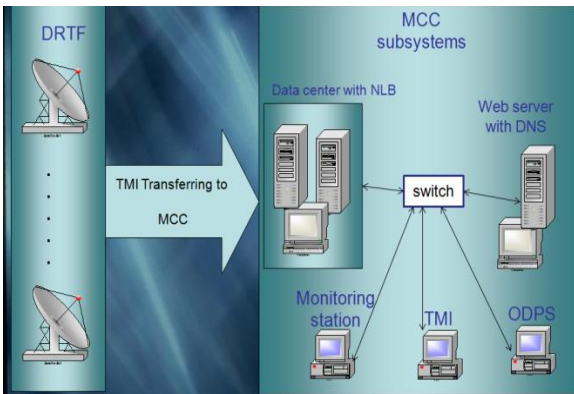 DRTF
TMI Transferring to
MCC
MCC
subsystems
Data center with NLB
Web server
with DNS
switch
Monitoring
station
TMI
ODPS